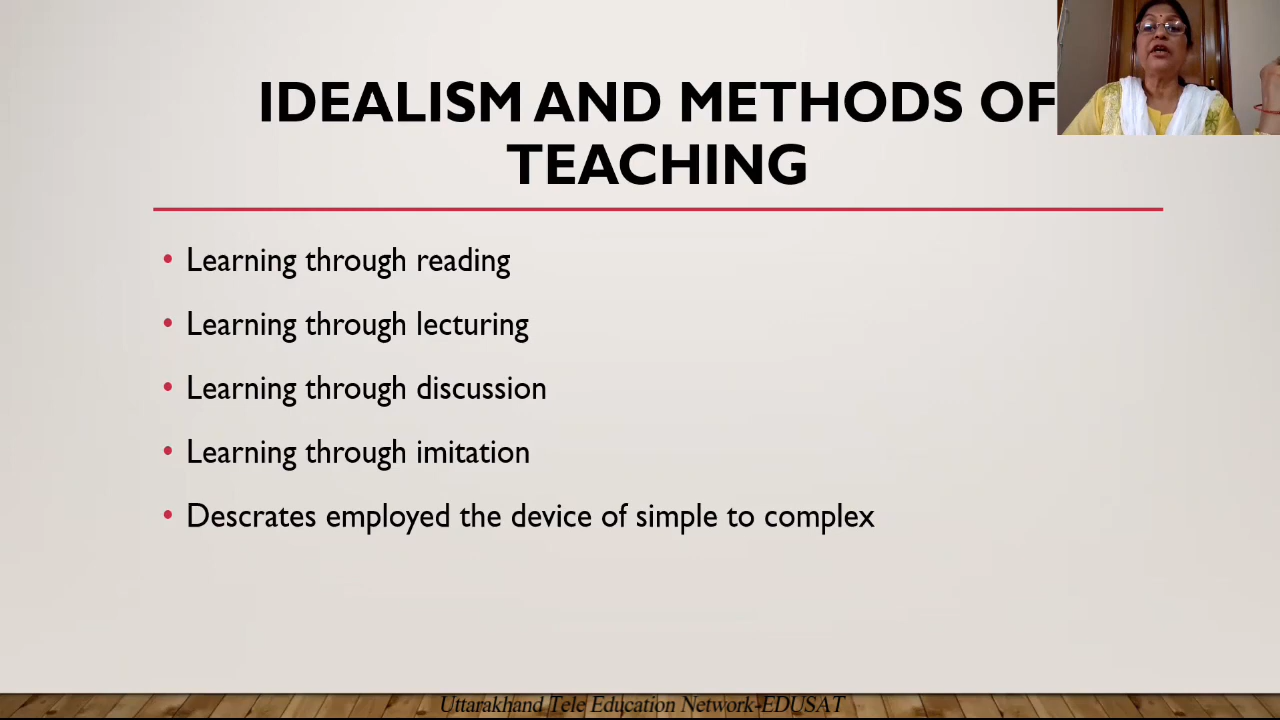 IDEALISM AND METHODS OF
TEACHING
• Learning through reading
• Learning through lecturing
• Learning through discussion
• Learning through imitation
• Descrates employed the device of simple to complex
Uttarakhand Tele Education Network-EDUSAT